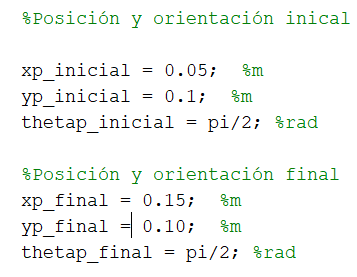 %Posición y orientación inical
xp_inicial = 0.05;  %m
yp_inicial = 0.1;  %m
thetap_inicial = pi/2; %rad
%Posición y orientación final
xp_final = 0.15;  %m
yp_final = 0.10;  %m
thetap_final = pi/2; %rad